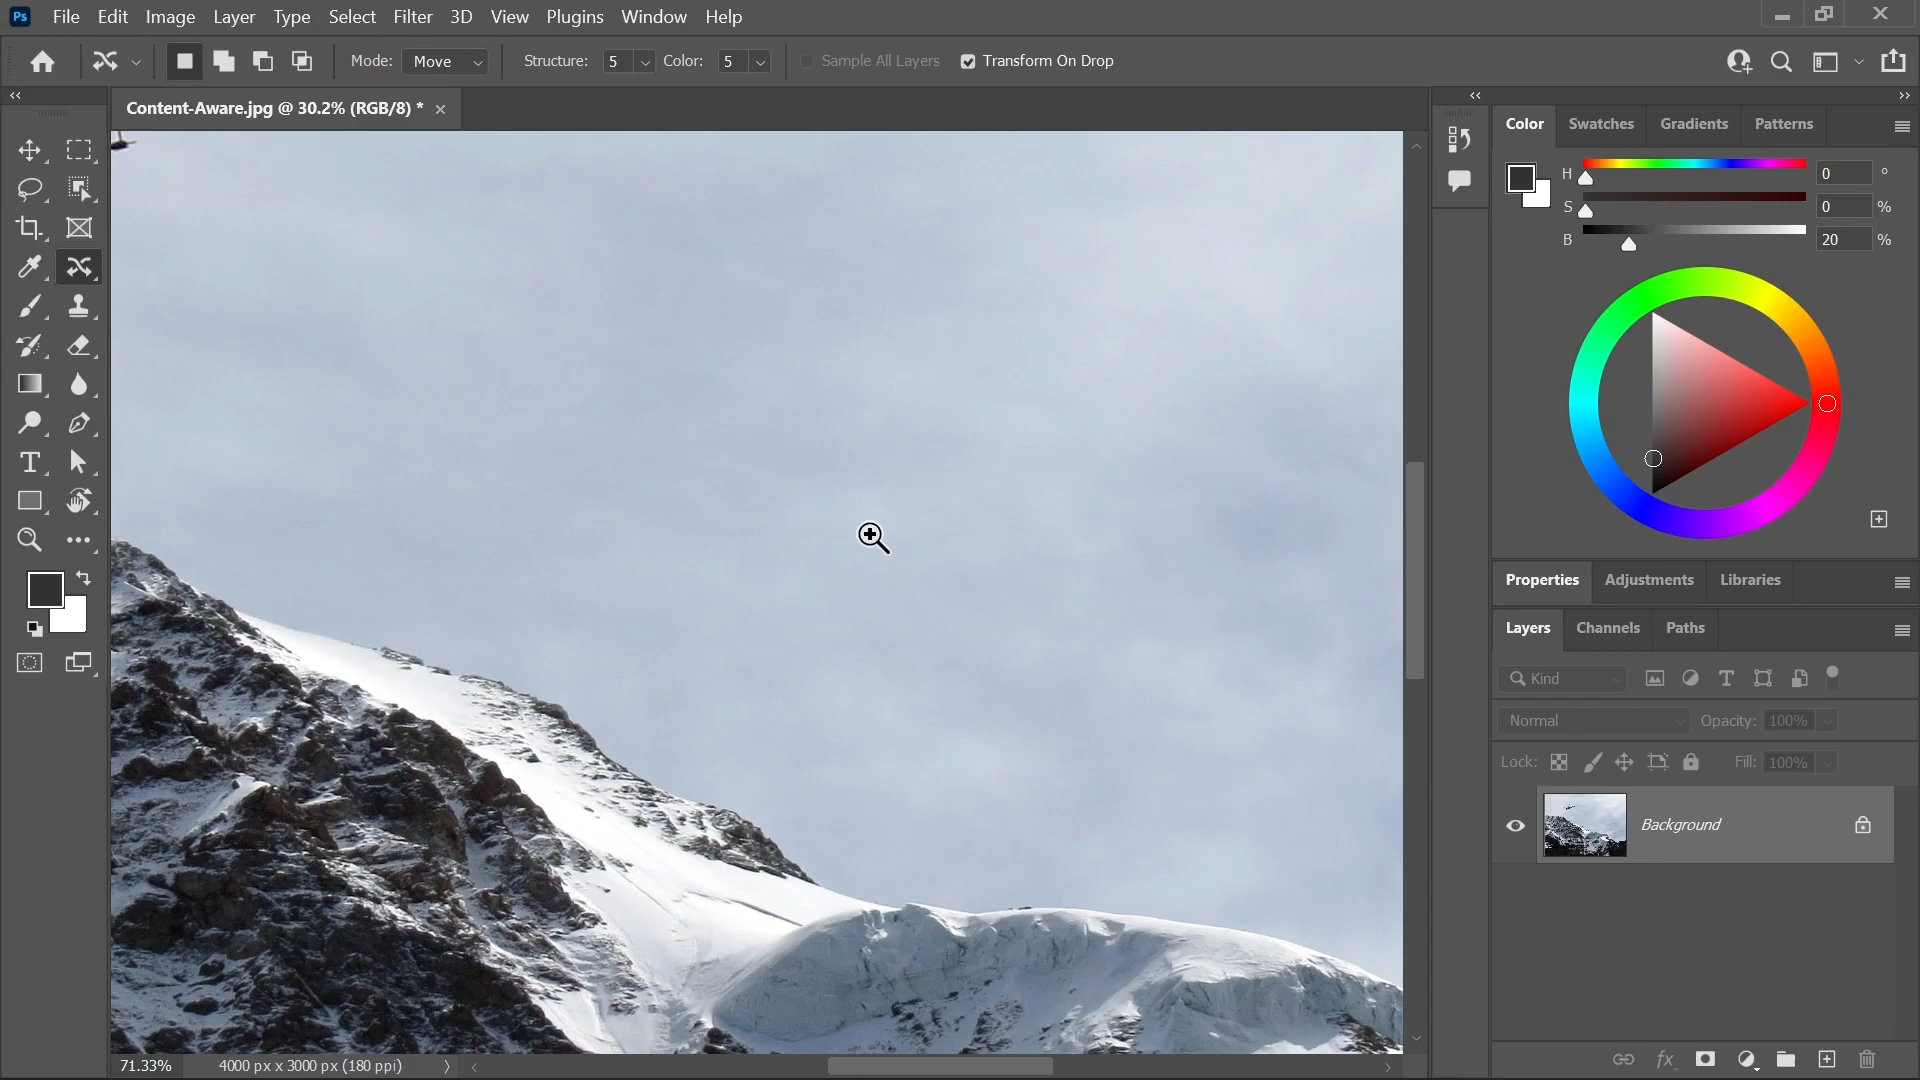 Ps File Edit Image Layer Type Select Filter 3D View Plugins Window Help
Mode: Move Structure: 5 Color: 5 Sample All Layers Transform On Drop
Content-Aware.jpg @ 30.2% (RGB/8) *
Color Swatches Gradients Patterns
H 0 °
S 0 %
B 20 %
Properties Adjustments Libraries
Layers Channels Paths
Kind
Normal Opacity: 100%
Lock: Fill: 100%
Background
fx
71.33% 4000 px x 3000 px (180 ppi)